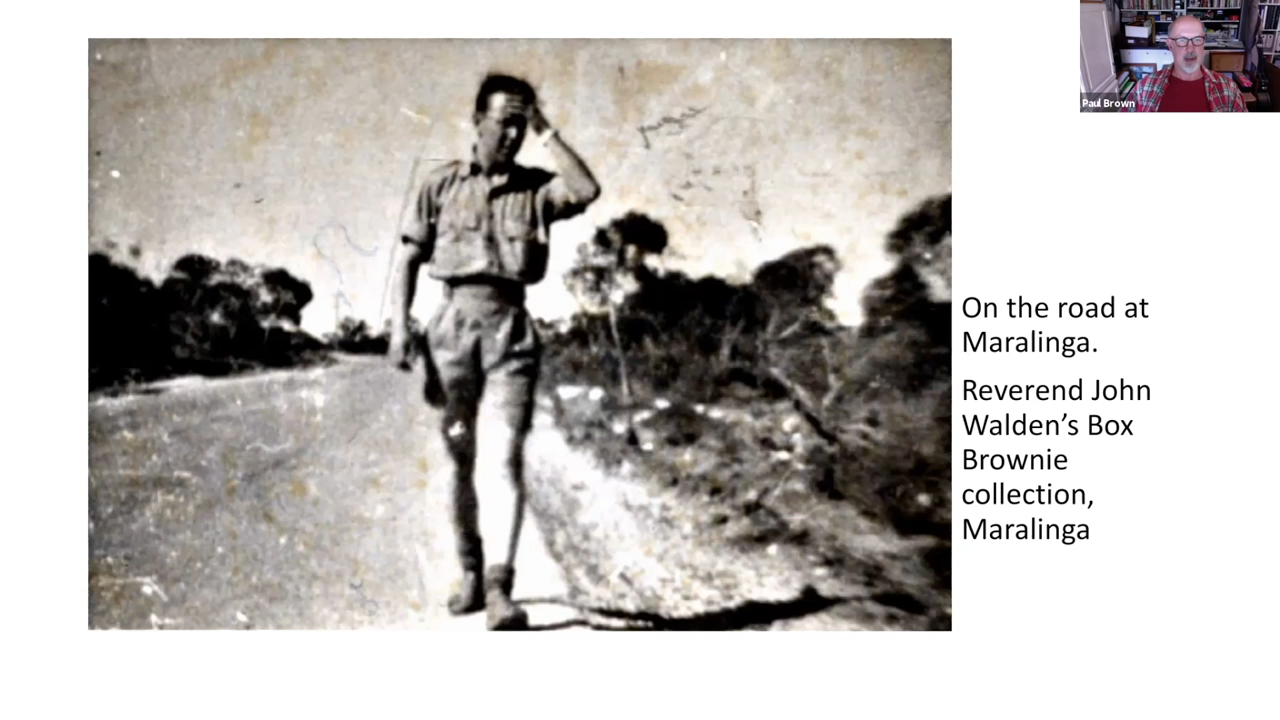 Paul Brown
On the road at
Maralinga.
Reverend John
Walden’s Box
Brownie
collection,
Maralinga